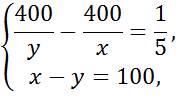 400/y − 400/x = 1/5,
x − y = 100,